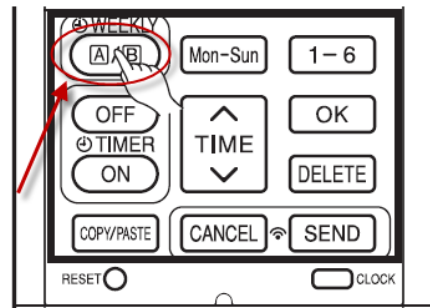 WEEKLY
A/B Mon-Sun 1-6
OFF OK
TIMER TIME
ON DELETE
COPY/PASTE CANCEL SEND
RESET CLOCK